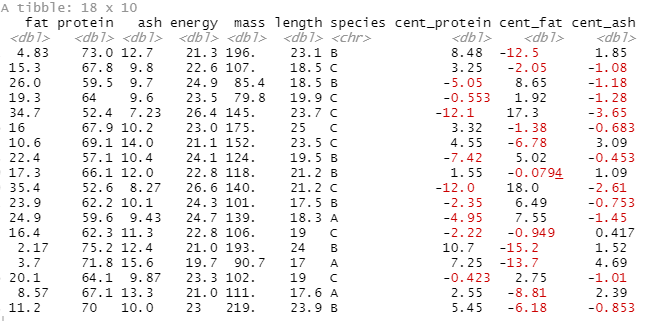 A tibble: 18 x 10
fat protein ash energy mass length species cent_protein cent_fat cent_ash
<dbl> <dbl> <dbl> <dbl> <dbl> <dbl> <chr> <dbl> <dbl> <dbl>
4.83 73.0 12.7 21.3 196. 23.1 B 8.48 -12.5 1.85
15.3 67.8 9.8 22.6 107. 18.5 C 3.25 -2.05 -1.08
26.0 59.5 9.7 24.9 85.4 18.5 B -5.05 8.65 -1.18
19.3 64 9.6 23.5 79.8 19.9 C -0.553 1.92 -1.28
34.7 52.4 7.23 26.4 145. 23.7 C -12.1 17.3 -3.65
16 67.9 10.2 23.0 175. 25 C 3.32 -1.38 -0.683
10.6 69.1 14.0 21.1 152. 23.5 C 4.55 -6.78 3.09
22.4 57.1 10.4 24.1 124. 19.5 B -7.42 5.02 -0.453
17.3 66.1 12.0 22.8 118. 21.2 B 1.55 -0.0794 1.09
35.4 52.6 8.27 26.6 140. 21.2 C -12.0 18.0 -2.61
23.9 62.2 10.1 24.3 101. 17.5 B -2.35 6.49 -0.753
24.9 59.6 9.43 24.7 139. 18.3 A -4.95 7.55 -1.45
16.4 62.3 11.3 22.8 106. 19 C -2.22 -0.949 0.417
2.17 75.2 12.4 21.0 193. 24 B 10.7 -15.2 1.52
3.7 71.8 15.6 19.7 90.7 17 A 7.25 -13.7 4.69
20.1 64.1 9.87 23.3 102. 19 C -0.423 2.75 -1.01
8.57 67.1 13.3 21.0 111. 17.6 A 2.55 -8.81 2.39
11.2 70 10.0 23 219. 23.9 B 5.45 -6.18 -0.853